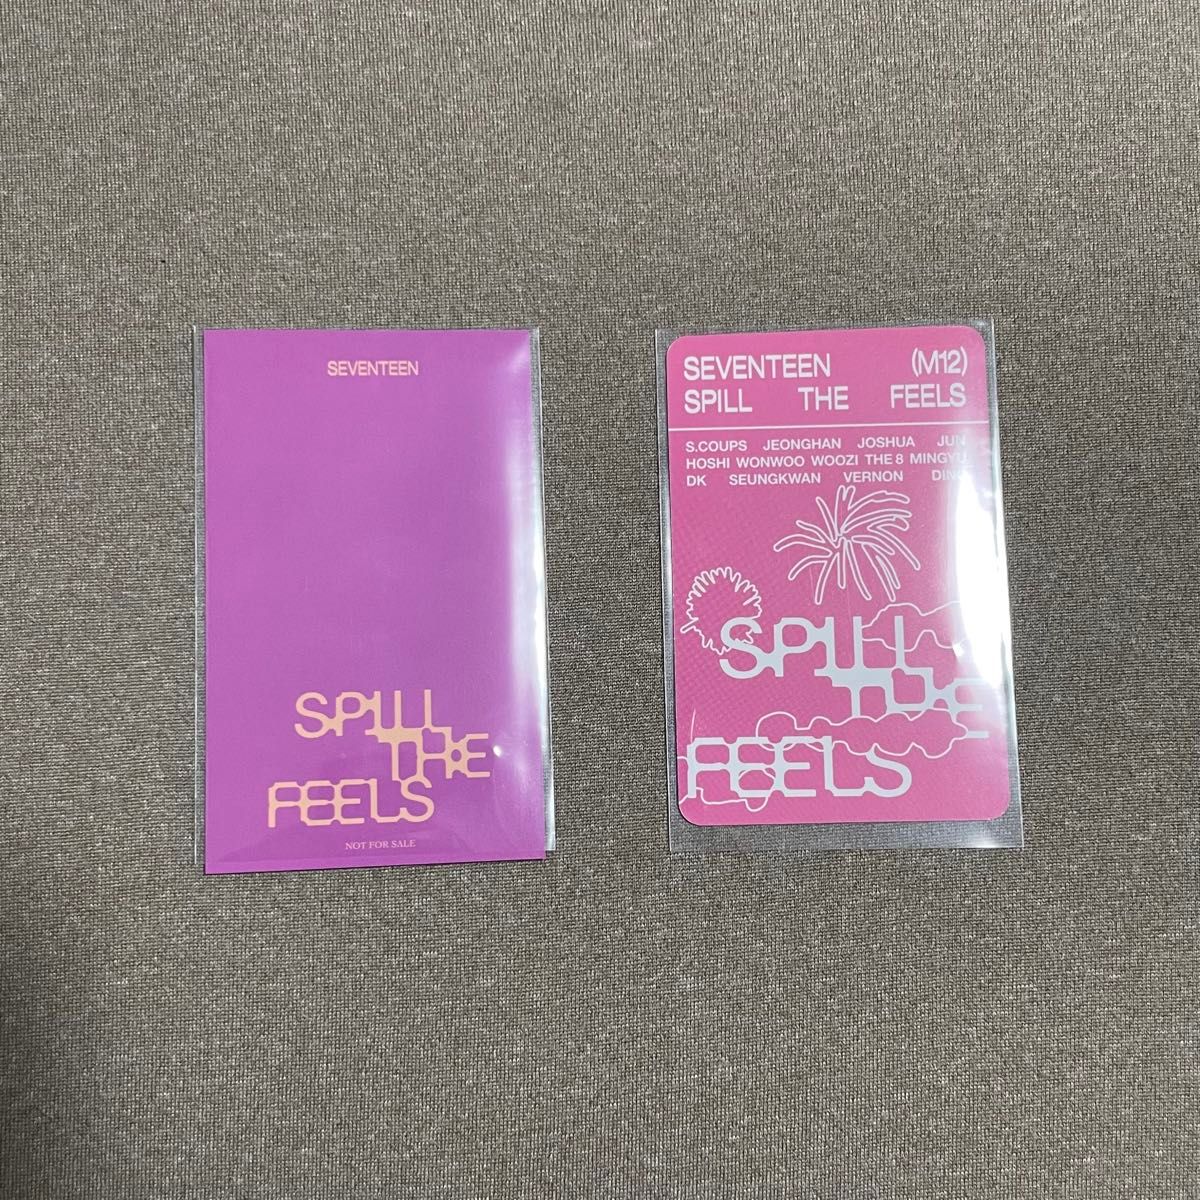 SEVENTEEN
SPILL
THE
FEELS
NOT FOR SALE
SEVENTEEN (M12)
SPILL THE FEELS
S.COUPS JEONGHAN JOSHUA JUN
HOSHI WONWOO WOOZI THE 8 MINGYU
DK SEUNGKWAN VERNON DINO
SPILL
THE
FEELS